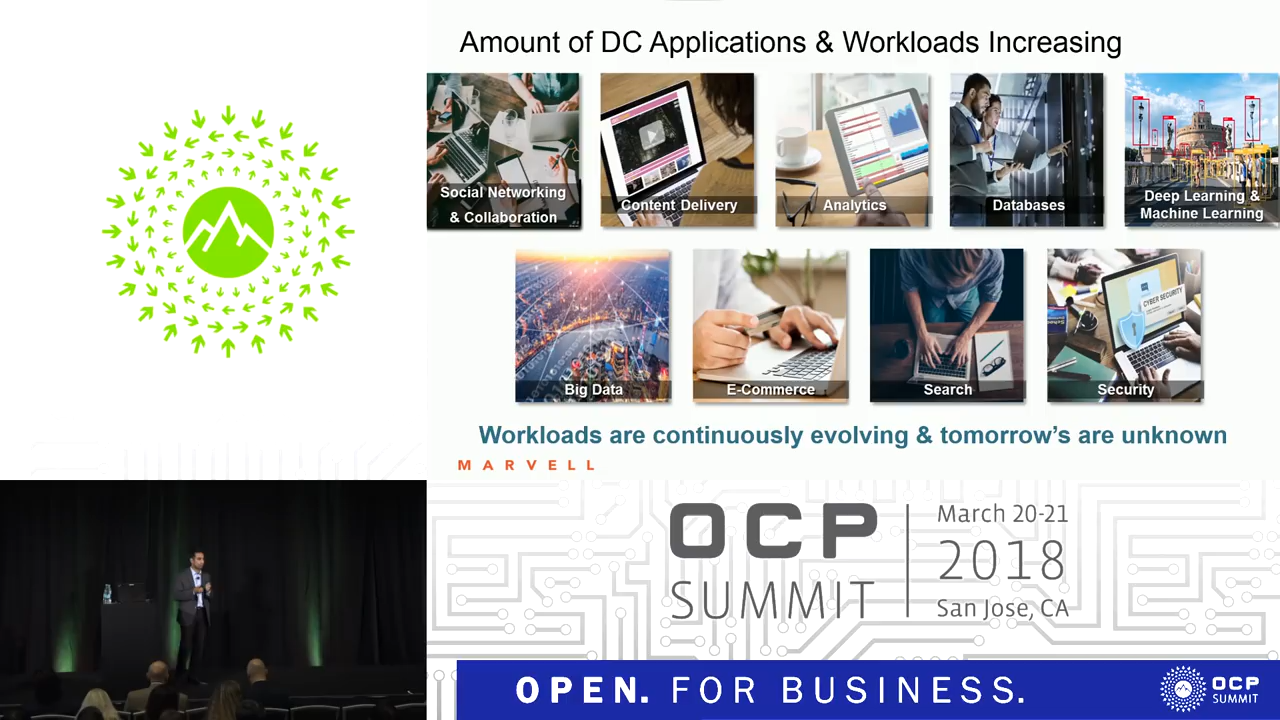 Amount of DC Applications & Workloads Increasing
Social Networking
& Collaboration
Content Delivery
Analytics
Databases
Deep Learning &
Machine Learning
Big Data
E-Commerce
Search
CYBER SECURITY
Security
Workloads are continuously evolving & tomorrow's are unknown
MARVELL
OCP
SUMMIT
March 20-21
2018
San Jose, CA
OPEN. FOR BUSINESS.
OCP
SUMMIT